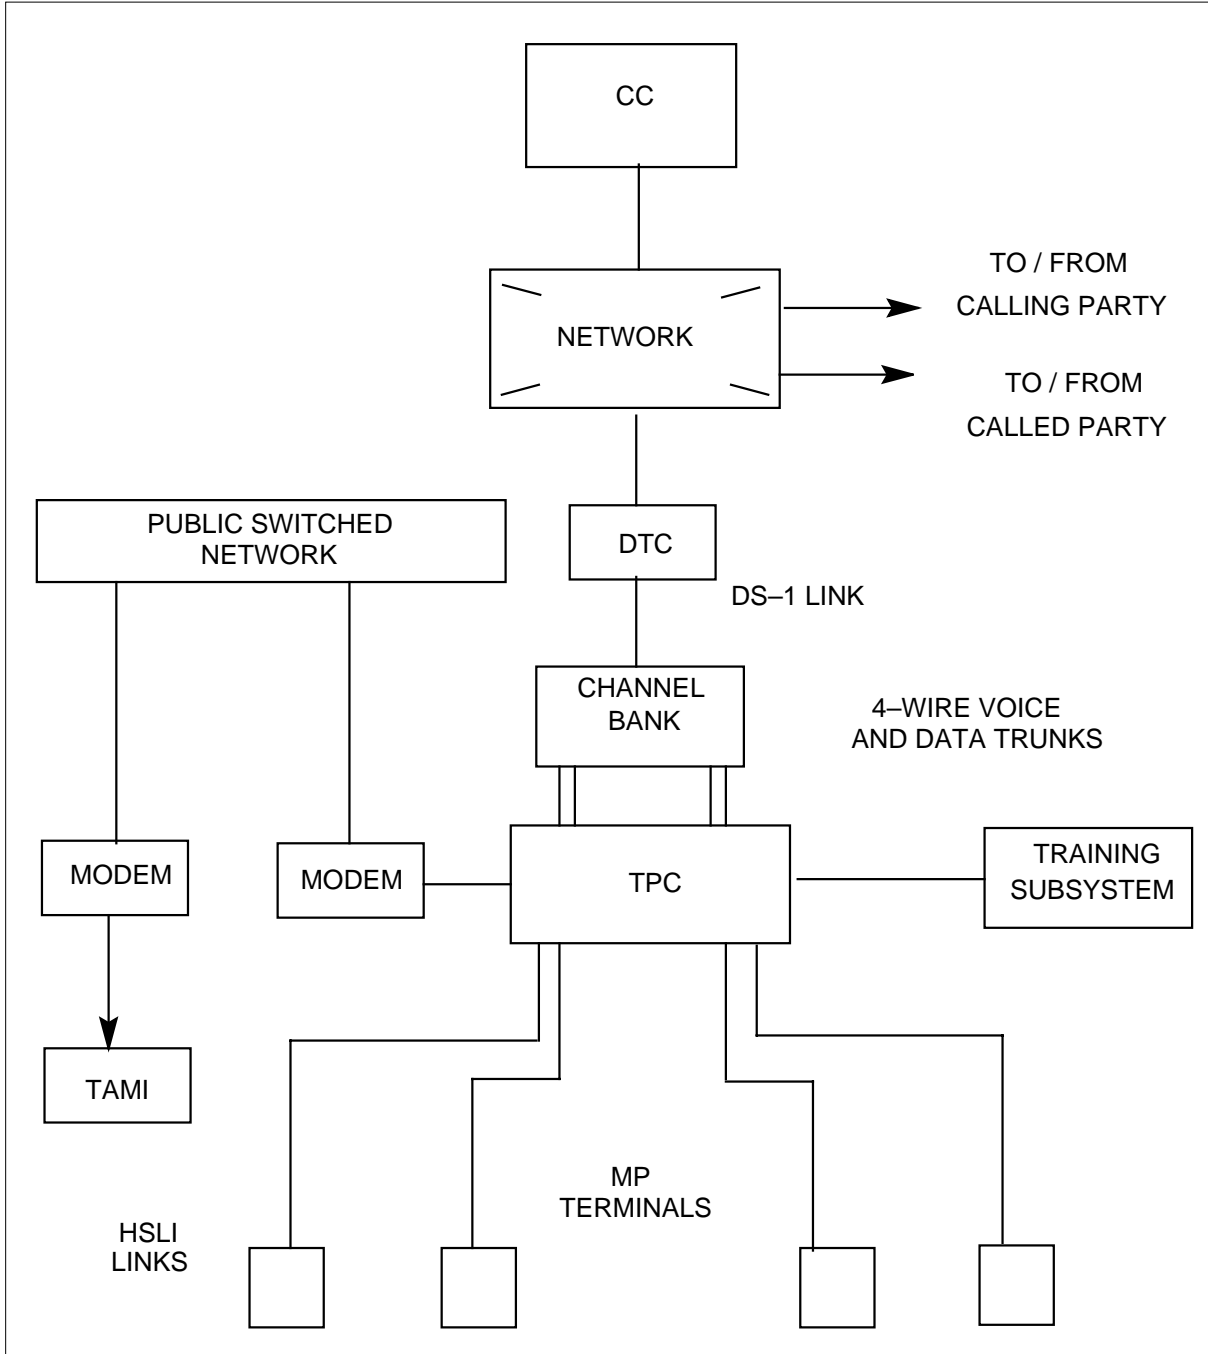 CC
TO / FROM
CALLING PARTY
NETWORK
TO / FROM
CALLED PARTY
PUBLIC SWITCHED
NETWORK
DTC
DS–1 LINK
CHANNEL
BANK
4–WIRE VOICE
AND DATA TRUNKS
MODEM
MODEM
TPC
TRAINING
SUBSYSTEM
TAMI
MP
TERMINALS
HSLI
LINKS